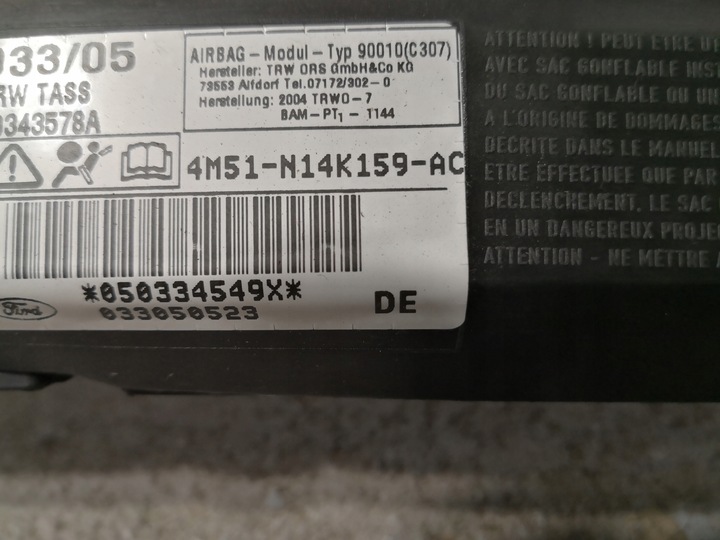 033/05
RW TASS
0343578A
AIRBAG - Modul - Typ 90010(C307)
Hersteller: TRW ORS GmbH&Co KG
73553 Alfdorf Tel.07172/302-0
Herstellung: 2004 TRWO-7
BAM-PT1-1144
4M51-N14K159-AC
*050334549X*
033050523
Ford
DE
ATTENTION ! PEUT ETRE UT
AVEC SAC GONFLABLE INST
DU SAC GONFLABLE OU UN
A L'ORIGINE DE DOMMAGES
DECRITE DANS LE MANUEL
ETRE EFFECTUEE QUE PAR
DECLENCHEMENT, LE SAC
EN UN DANGEREUX PROJE
ATTENTION - NE METTRE A